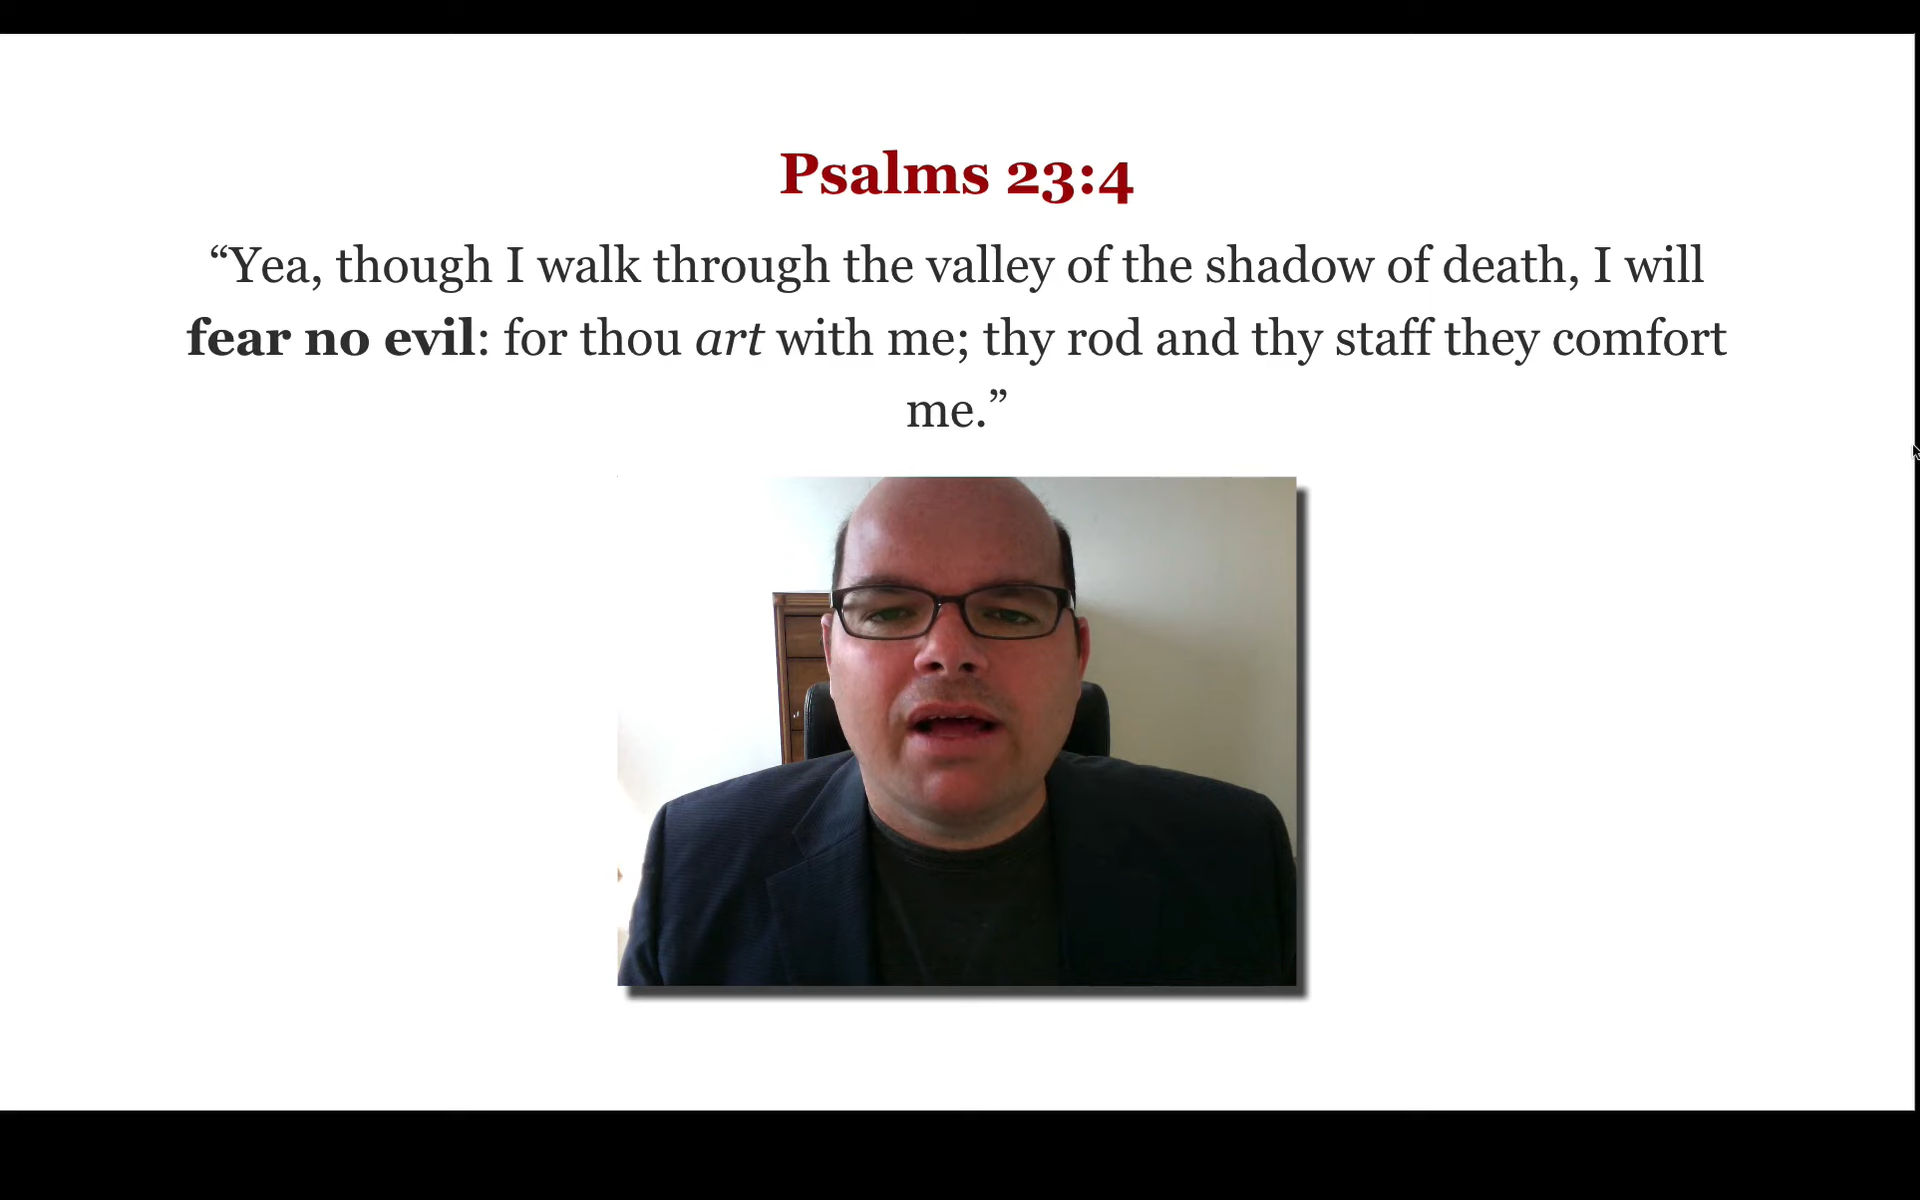 Psalms 23:4
“Yea, though I walk through the valley of the shadow of death, I will
fear no evil: for thou art with me; thy rod and thy staff they comfort
me.”